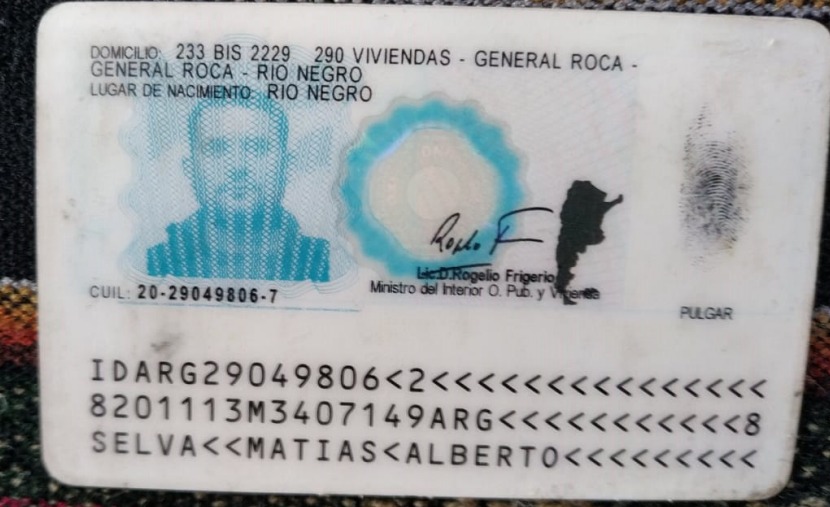 DOMICILIO: 233 BIS 2229 290 VIVIENDAS - GENERAL ROCA -
GENERAL ROCA - RIO NEGRO
LUGAR DE NACIMIENTO: RIO NEGRO
Lic.D.Rogelio Frigerio
Ministro del Interior O. Pub. y Vivienda
CUIL: 20-29049806-7
PULGAR
IDARG29049806<2<<<<<<<<<<<<<<<
8201113M3407149ARG<<<<<<<<<<<8
SELVA<<MATIAS<ALBERTO<<<<<<<<<